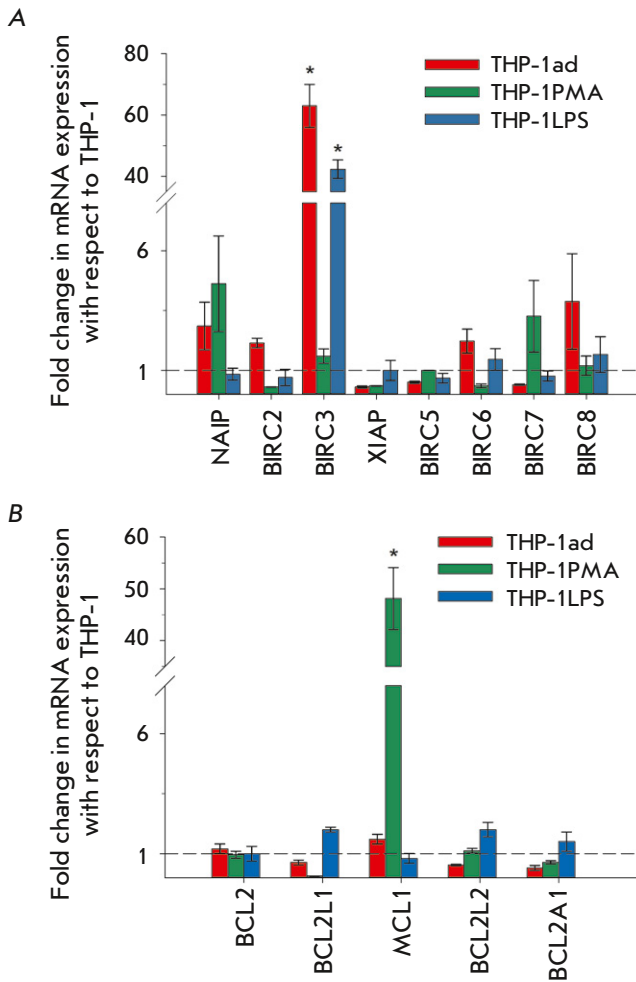 A
Fold change in mRNA expression
with respect to THP-1
80
60
40
6
1
*
*
THP-1ad
THP-1PMA
THP-1LPS
NAIP
BIRC2
BIRC3
XIAP
BIRC5
BIRC6
BIRC7
BIRC8
B
Fold change in mRNA expression
with respect to THP-1
60
50
40
6
1
*
THP-1ad
THP-1PMA
THP-1LPS
BCL2
BCL2L1
MCL1
BCL2L2
BCL2A1